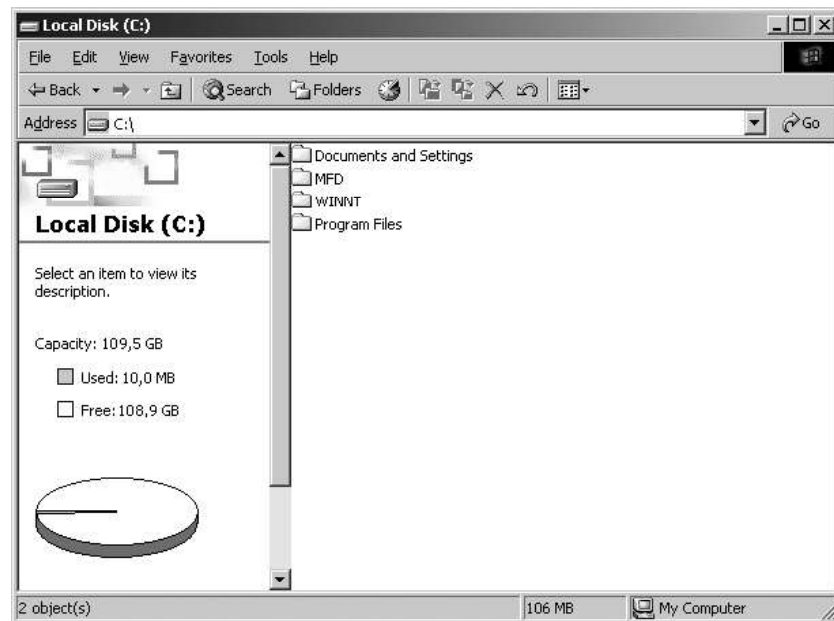 Local Disk (C:)
File Edit View Favorites Tools Help
Back Search Folders
Address C:\ Go
Local Disk (C:)
Select an item to view its
description.
Capacity: 109,5 GB
Used: 10,0 MB
Free: 108,9 GB
Documents and Settings
MFD
WINNT
Program Files
2 object(s) 106 MB My Computer